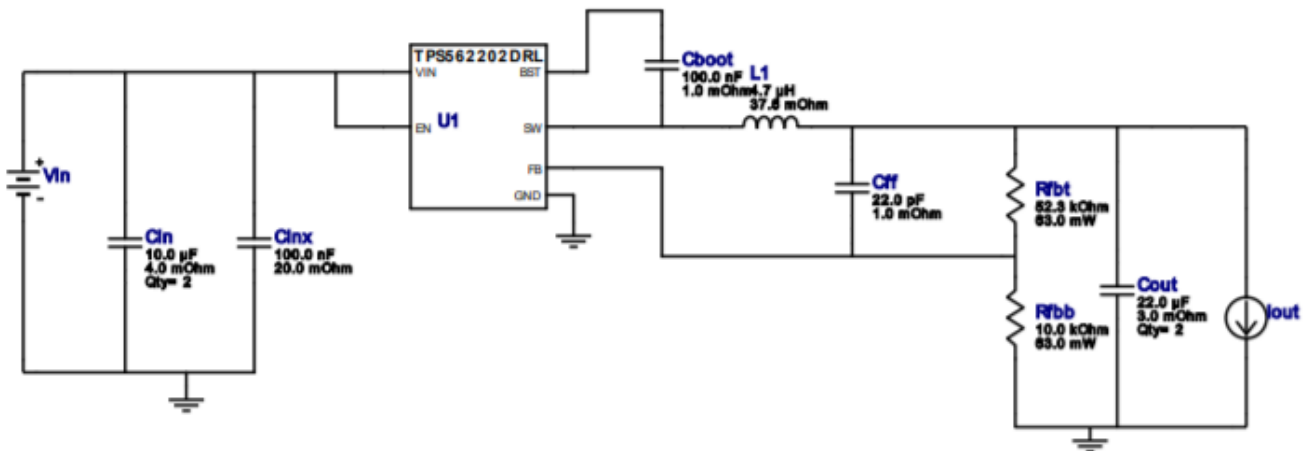 TPS562202DRL
VIN
BST
EN
U1
SW
FB
GND
Cboot
100.0 nF
1.0 mOhm
L1
4.7 µH
37.6 mOhm
Vin
+
-
Cin
10.0 µF
4.0 mOhm
Qty= 2
Cinx
100.0 nF
20.0 mOhm
Cff
22.0 pF
1.0 mOhm
Rfbt
52.3 kOhm
63.0 mW
Rfbb
10.0 kOhm
63.0 mW
Cout
22.0 µF
3.0 mOhm
Qty= 2
Iout